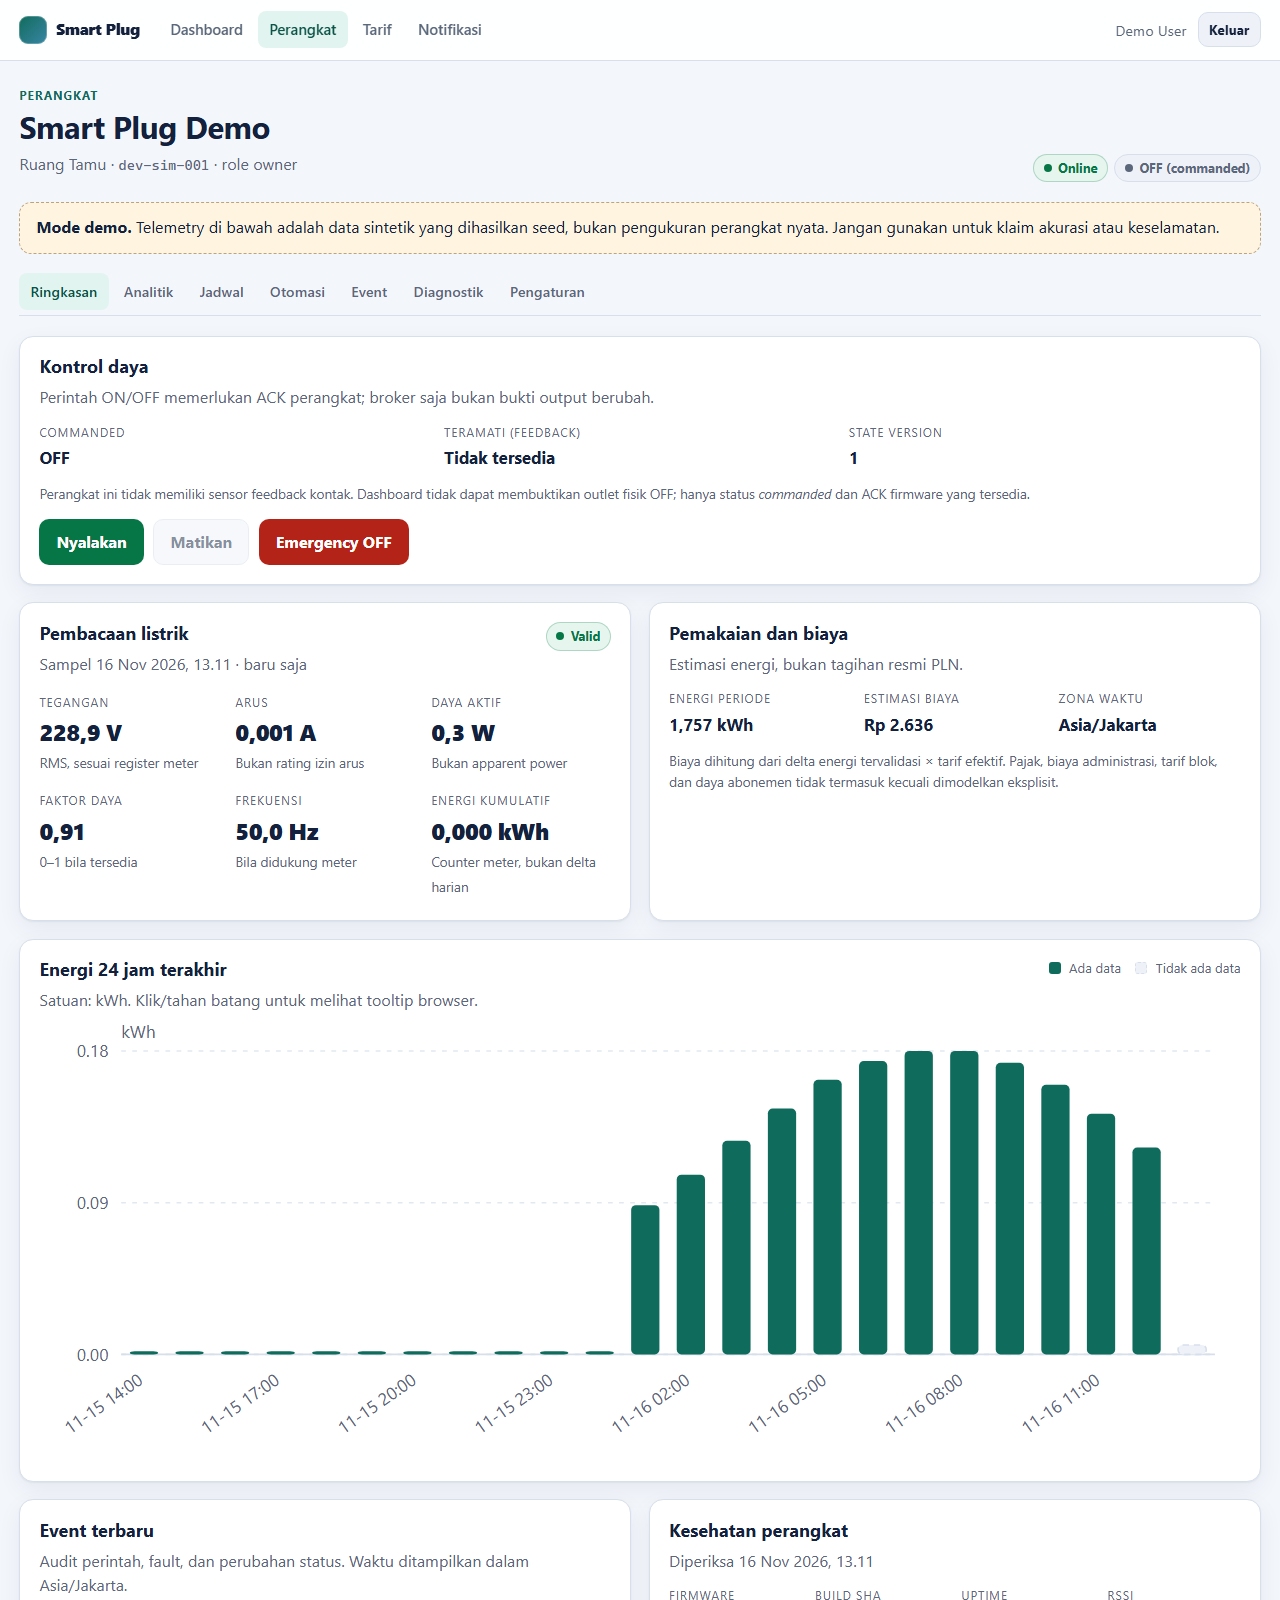 Smart Plug
Dashboard
Perangkat
Tarif
Notifikasi
Demo User
Keluar
PERANGKAT
Smart Plug Demo
Ruang Tamu · dev-sim-001 · role owner
Online
OFF (commanded)
Mode demo. Telemetry di bawah adalah data sintetik yang dihasilkan seed, bukan pengukuran perangkat nyata. Jangan gunakan untuk klaim akurasi atau keselamatan.
Ringkasan
Analitik
Jadwal
Otomasi
Event
Diagnostik
Pengaturan
Kontrol daya
Perintah ON/OFF memerlukan ACK perangkat; broker saja bukan bukti output berubah.
COMMANDED
OFF
TERAMATI (FEEDBACK)
Tidak tersedia
STATE VERSION
1
Perangkat ini tidak memiliki sensor feedback kontak. Dashboard tidak dapat membuktikan outlet fisik OFF; hanya status commanded dan ACK firmware yang tersedia.
Nyalakan
Matikan
Emergency OFF
Pembacaan listrik
Valid
Sampel 16 Nov 2026, 13.11 · baru saja
TEGANGAN
228,9 V
RMS, sesuai register meter
ARUS
0,001 A
Bukan rating izin arus
DAYA AKTIF
0,3 W
Bukan apparent power
FAKTOR DAYA
0,91
0–1 bila tersedia
FREKUENSI
50,0 Hz
Bila didukung meter
ENERGI KUMULATIF
0,000 kWh
Counter meter, bukan delta
harian
Pemakaian dan biaya
Estimasi energi, bukan tagihan resmi PLN.
ENERGI PERIODE
1,757 kWh
ESTIMASI BIAYA
Rp 2.636
ZONA WAKTU
Asia/Jakarta
Biaya dihitung dari delta energi tervalidasi × tarif efektif. Pajak, biaya administrasi, tarif blok,
dan daya abonemen tidak termasuk kecuali dimodelkan eksplisit.
Energi 24 jam terakhir
Ada data
Tidak ada data
Satuan: kWh. Klik/tahan batang untuk melihat tooltip browser.
kWh
0.18
0.09
0.00
11-15 14:00
11-15 17:00
11-15 20:00
11-15 23:00
11-16 02:00
11-16 05:00
11-16 08:00
11-16 11:00
Event terbaru
Audit perintah, fault, dan perubahan status. Waktu ditampilkan dalam
Asia/Jakarta.
Kesehatan perangkat
Diperiksa 16 Nov 2026, 13.11
FIRMWARE
BUILD SHA
UPTIME
RSSI